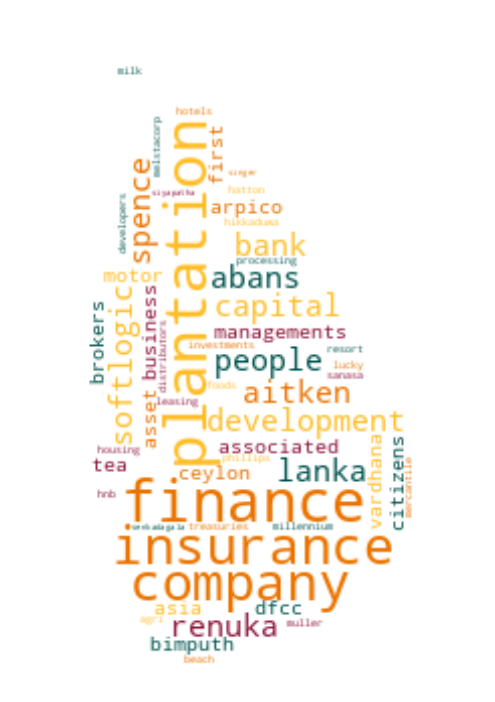 milk
hotels
melstacorp
first
plantation
spence
singer
siyapatha
hatton
developers
arpico
hikkaduwa
bank
processing
motor
abans
softlogic
business
capital
brokers
distributors
managements
investments
people
resort
lucky
sanasa
foods
aitken
asset
leasing
development
housing
associated
phillips
vardhana
citizens
tea
ceylon
lanka
mercantile
hnb
finance
senkadagala
treasuries
millennium
insurance
company
asia
dfcc
agri
renuka
muller
bimputh
beach